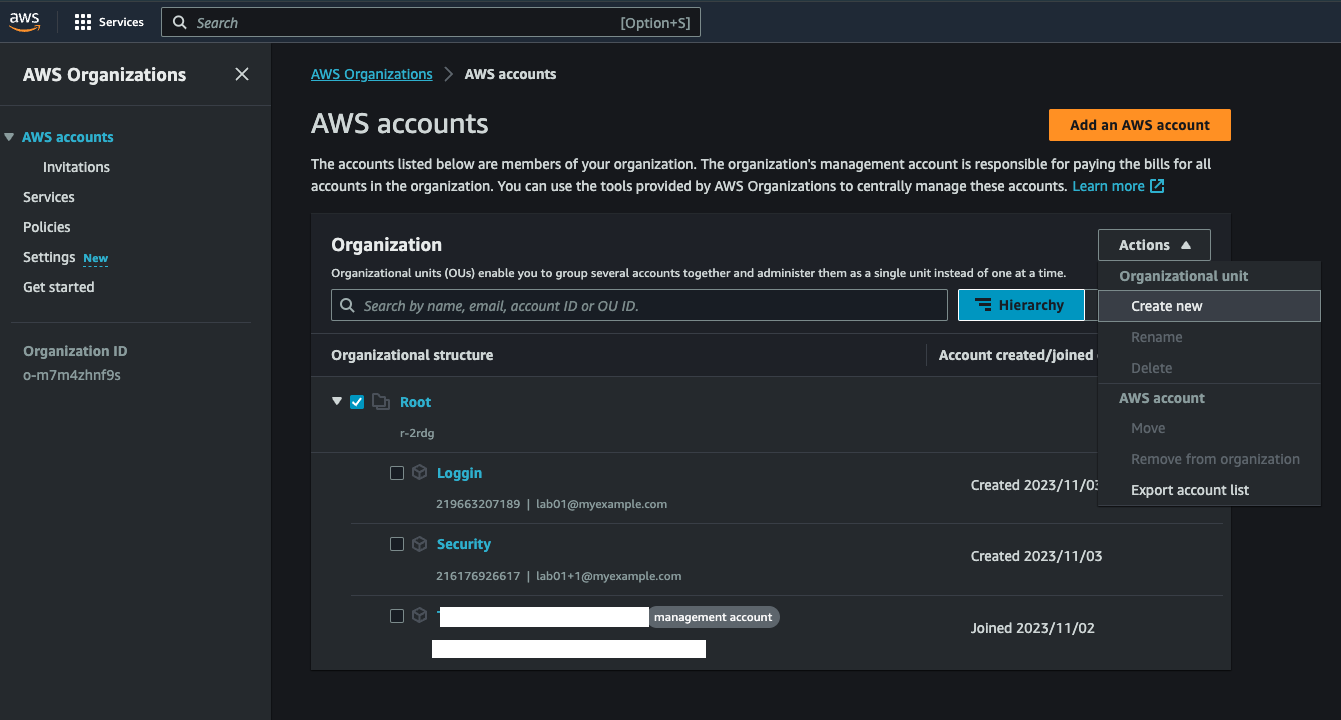 aws Services Search [Option+S]
AWS Organizations
AWS accounts
Invitations
Services
Policies
Settings New
Get started
Organization ID
o-m7m4zhnf9s
AWS Organizations AWS accounts
AWS accounts
Add an AWS account
The accounts listed below are members of your organization. The organization's management account is responsible for paying the bills for all
accounts in the organization. You can use the tools provided by AWS Organizations to centrally manage these accounts. Learn more
Organization
Organizational units (OUs) enable you to group several accounts together and administer them as a single unit instead of one at a time.
Search by name, email, account ID or OU ID.
Hierarchy
Actions
Organizational unit
Create new
Rename
Delete
AWS account
Move
Remove from organization
Export account list
Organizational structure Account created/joined
Root
r-2rdg
Loggin
219663207189 | lab01@myexample.com
Created 2023/11/03
Security
216176926617 | lab01+1@myexample.com
Created 2023/11/03
management account
Joined 2023/11/02